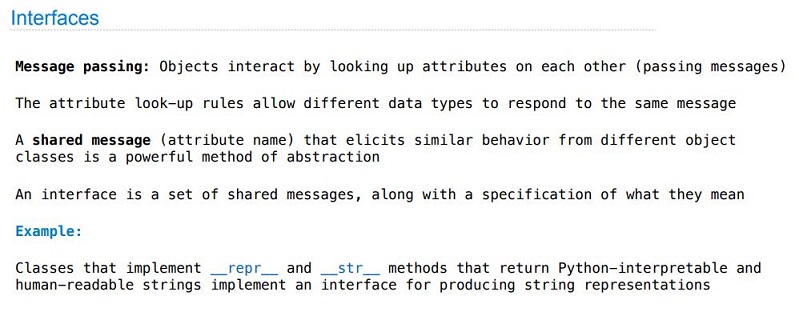 Interfaces
Message passing: Objects interact by looking up attributes on each other (passing messages)
The attribute look-up rules allow different data types to respond to the same message
A shared message (attribute name) that elicits similar behavior from different object
classes is a powerful method of abstraction
An interface is a set of shared messages, along with a specification of what they mean
Example:
Classes that implement __repr__ and __str__ methods that return Python-interpretable and
human-readable strings implement an interface for producing string representations